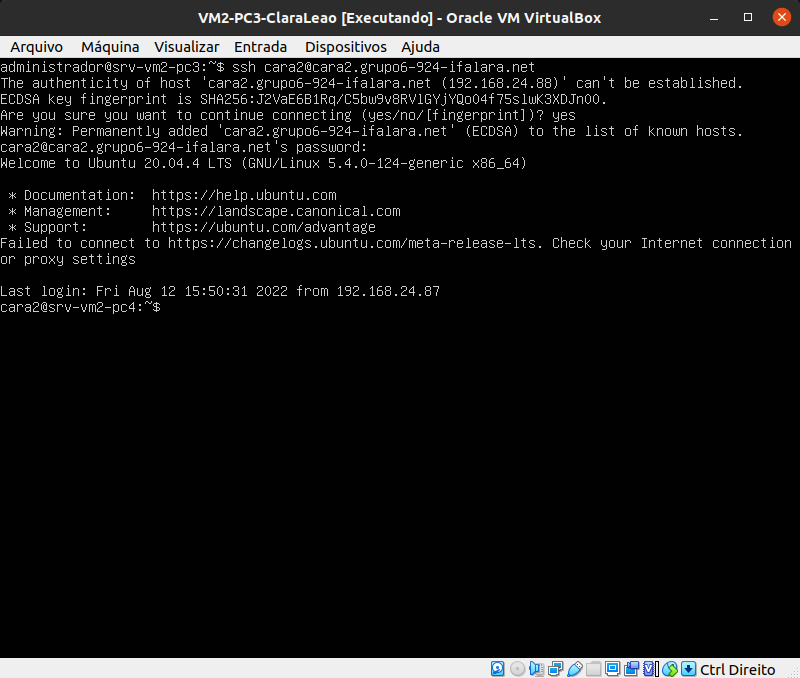 VM2-PC3-ClaraLeao [Executando] - Oracle VM VirtualBox
Arquivo Máquina Visualizar Entrada Dispositivos Ajuda
administrador@srv-vm2-pc3:~$ ssh cara2@cara2.grupo6-924-ifalara.net
The authenticity of host 'cara2.grupo6-924-ifalara.net (192.168.24.88)' can't be established.
ECDSA key fingerprint is SHA256:J2VaE6B1Rq/C5bw9v8RVlGYjYQo04f75slwK3XDJn00.
Are you sure you want to continue connecting (yes/no/[fingerprint])? yes
Warning: Permanently added 'cara2.grupo6-924-ifalara.net' (ECDSA) to the list of known hosts.
cara2@cara2.grupo6-924-ifalara.net's password:
Welcome to Ubuntu 20.04.4 LTS (GNU/Linux 5.4.0-124-generic x86_64)
* Documentation: https://help.ubuntu.com
* Management: https://landscape.canonical.com
* Support: https://ubuntu.com/advantage
Failed to connect to https://changelogs.ubuntu.com/meta-release-lts. Check your Internet connection
or proxy settings
Last login: Fri Aug 12 15:50:31 2022 from 192.168.24.87
cara2@srv-vm2-pc4:~$
Ctrl Direito